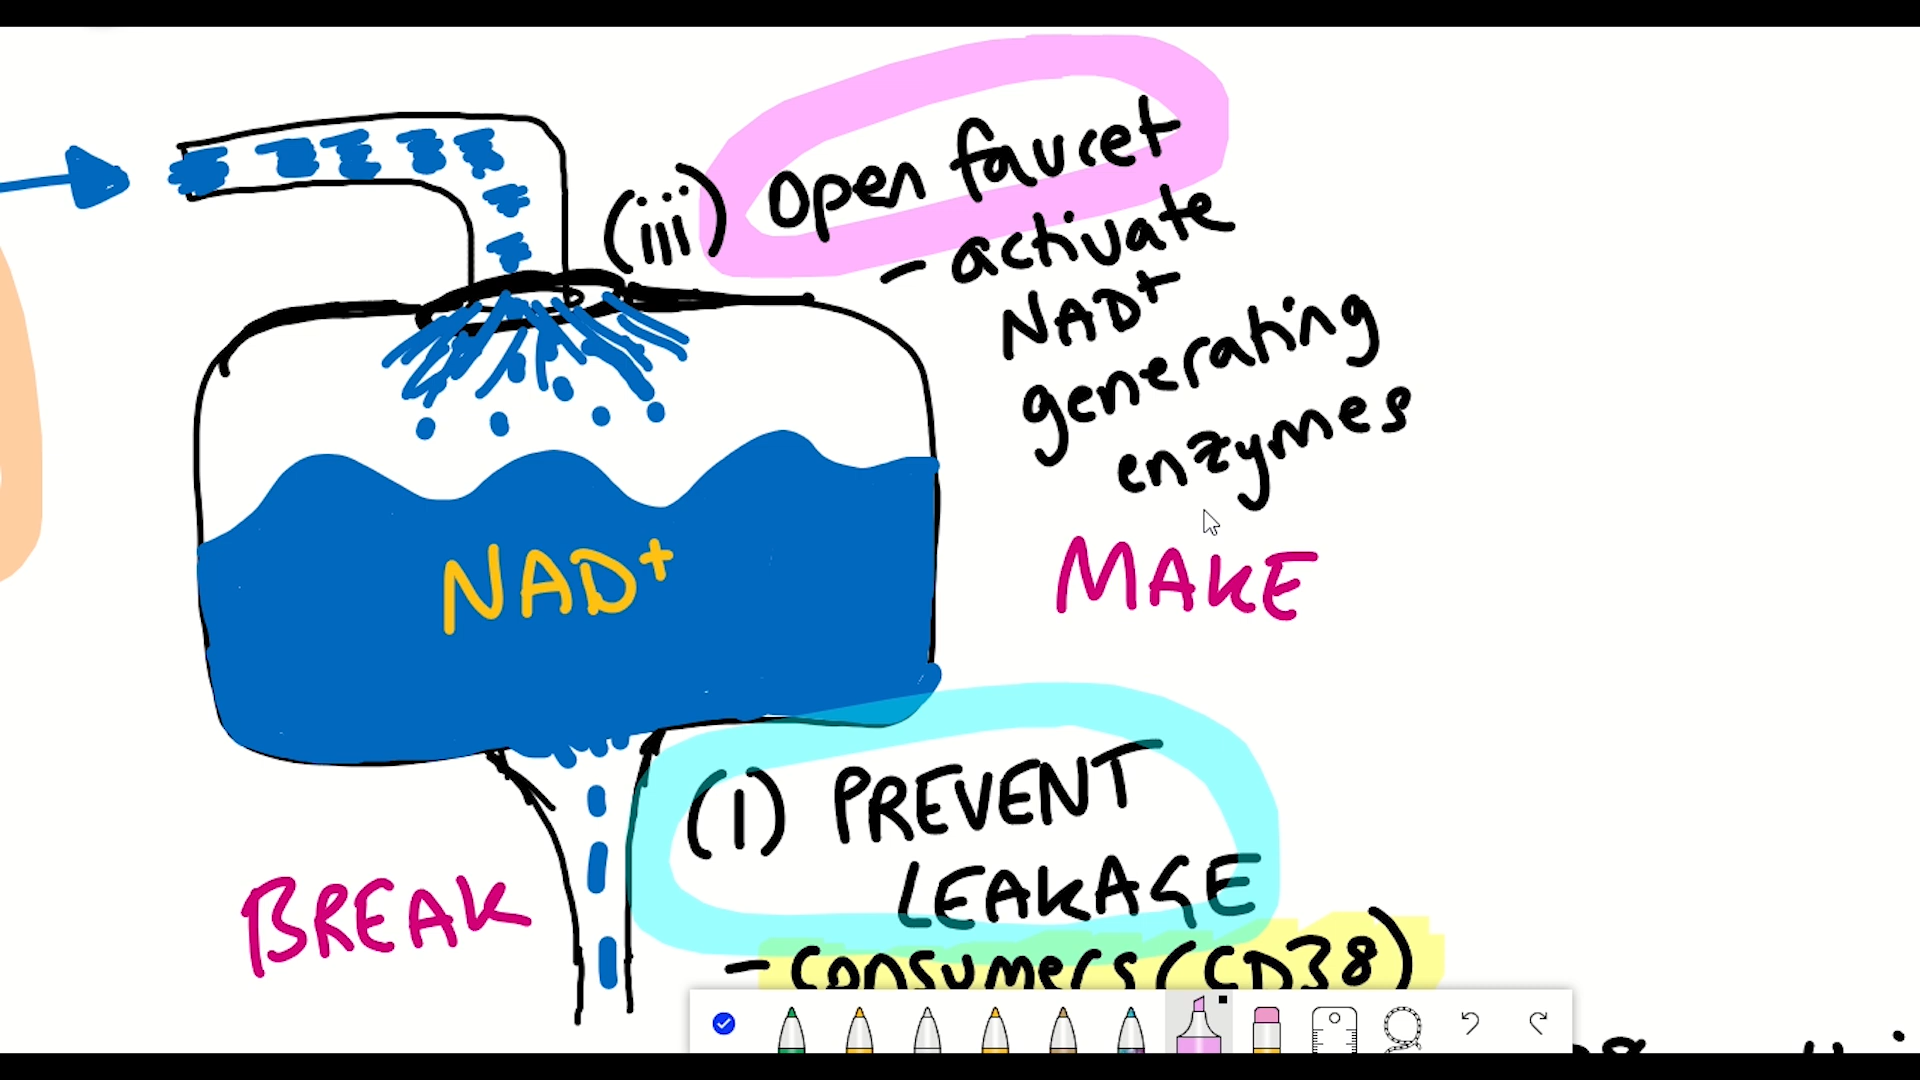 (iii) Open faucet
- activate
NAD+
generating
enzymes
NAD+
MAKE
(1) PREVENT
LEAKAGE
BREAK
- Consumers (CD38)